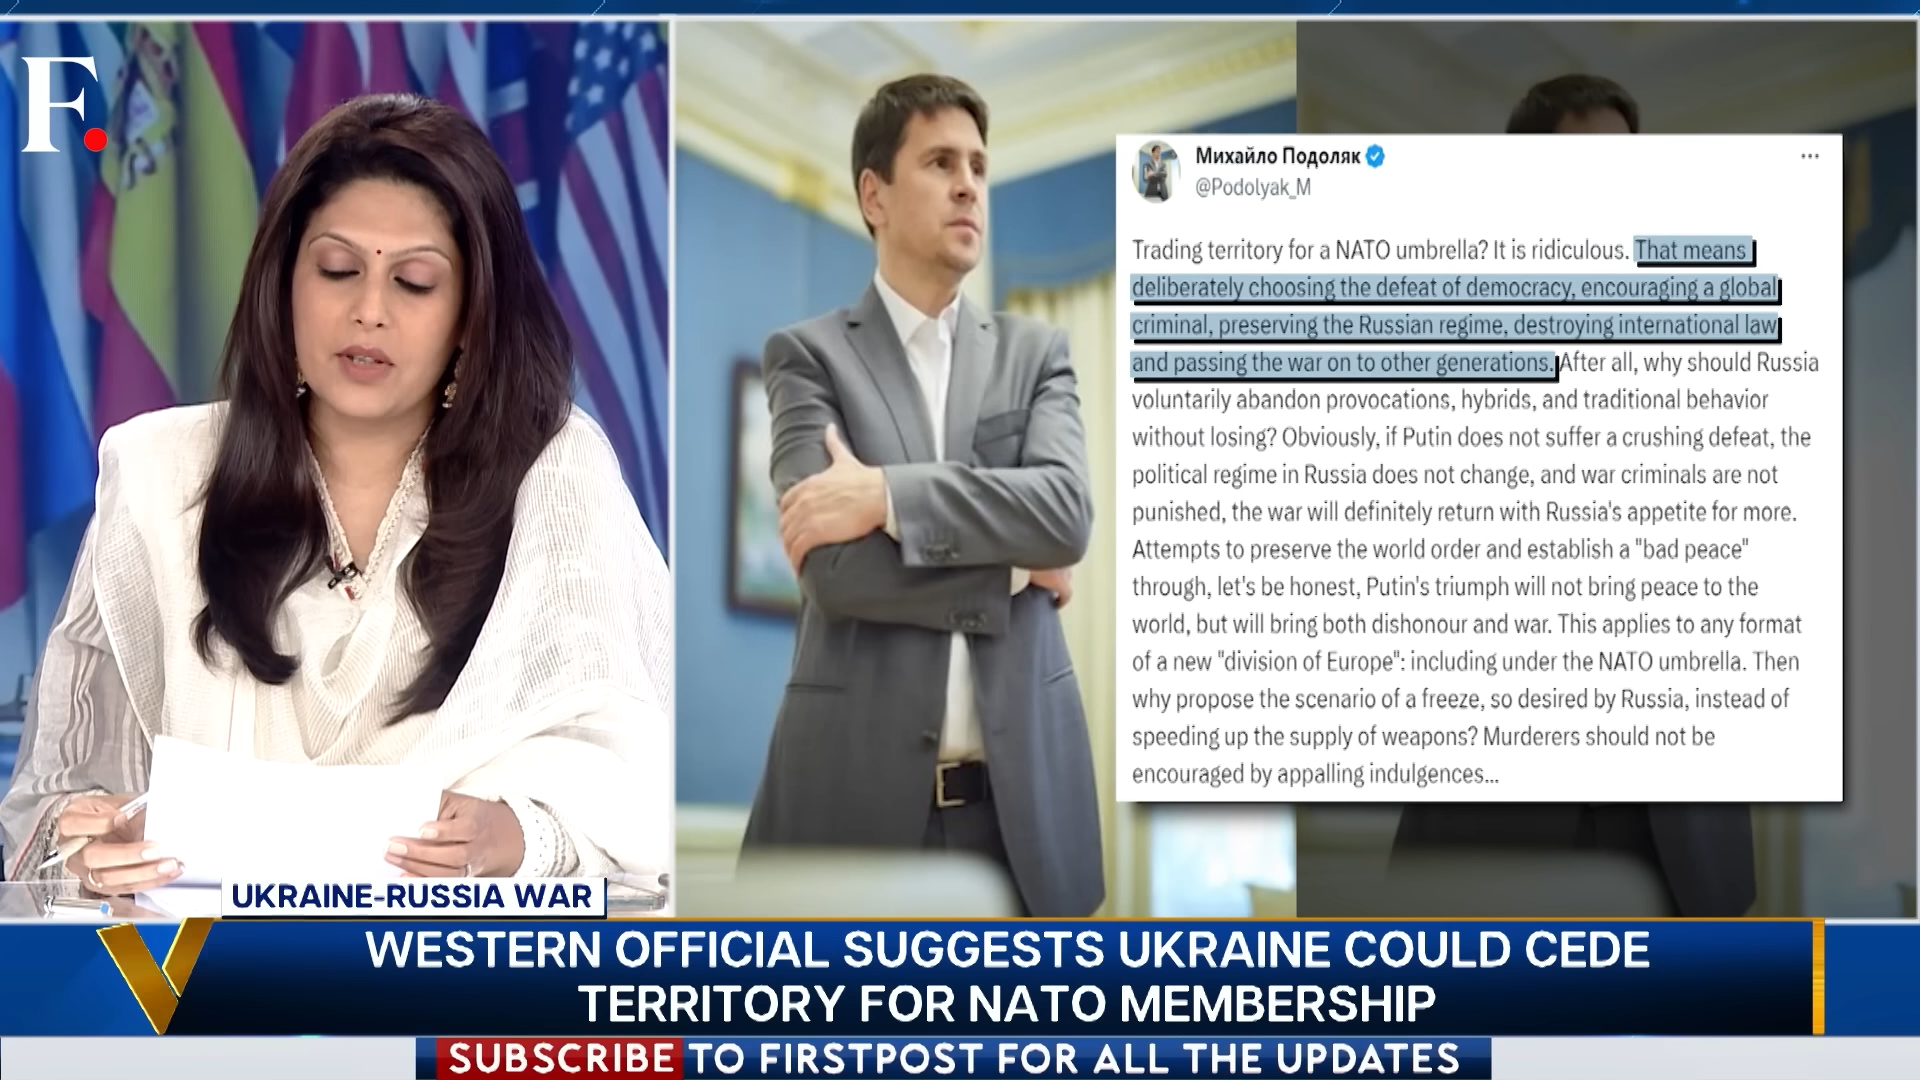 F.
Михайло Подоляк
@Podolyak_M
Trading territory for a NATO umbrella? It is ridiculous. That means
deliberately choosing the defeat of democracy, encouraging a global
criminal, preserving the Russian regime, destroying international law
and passing the war on to other generations. After all, why should Russia
voluntarily abandon provocations, hybrids, and traditional behavior
without losing? Obviously, if Putin does not suffer a crushing defeat, the
political regime in Russia does not change, and war criminals are not
punished, the war will definitely return with Russia's appetite for more.
Attempts to preserve the world order and establish a "bad peace"
through, let's be honest, Putin's triumph will not bring peace to the
world, but will bring both dishonour and war. This applies to any format
of a new "division of Europe": including under the NATO umbrella. Then
why propose the scenario of a freeze, so desired by Russia, instead of
speeding up the supply of weapons? Murderers should not be
encouraged by appalling indulgences...
UKRAINE-RUSSIA WAR
V
WESTERN OFFICIAL SUGGESTS UKRAINE COULD CEDE
TERRITORY FOR NATO MEMBERSHIP
SUBSCRIBE TO FIRSTPOST FOR ALL THE UPDATES